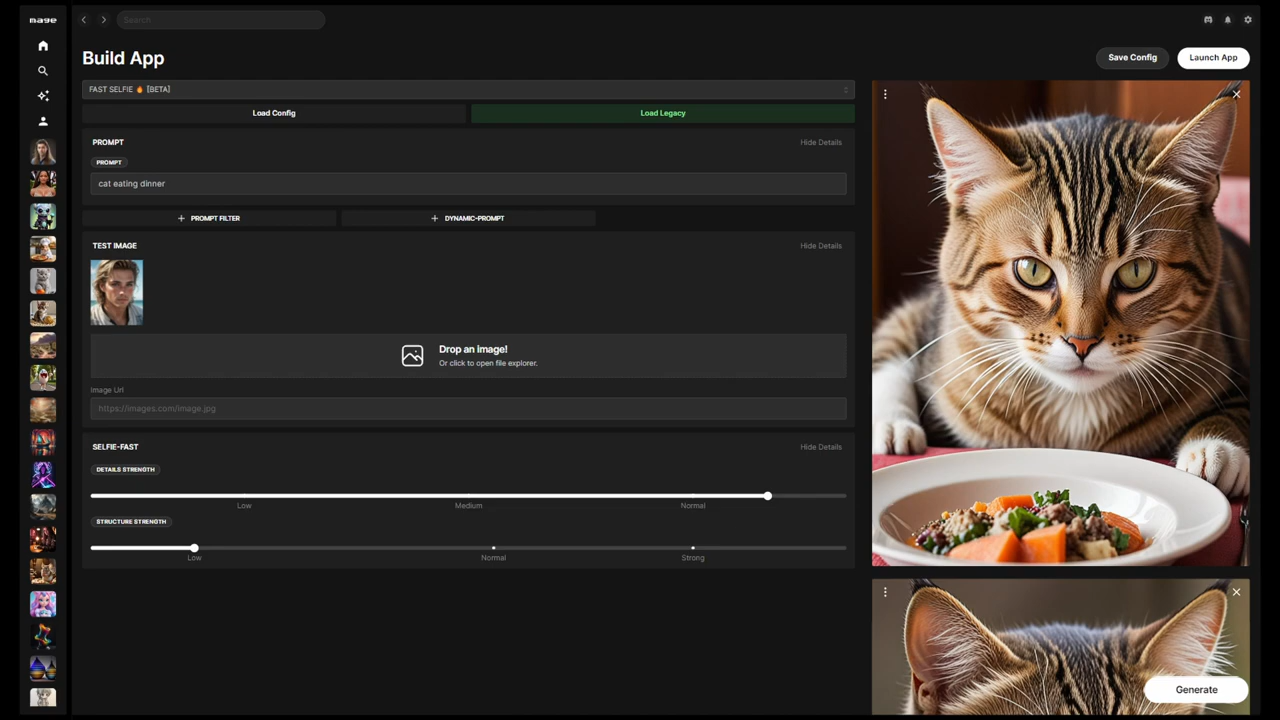 mage
Search
Build App
Save Config
Launch App
FAST SELFIE 🔥 [BETA]
Load Config
Load Legacy
PROMPT
Hide Details
PROMPT
cat eating dinner
+ PROMPT FILTER
+ DYNAMIC-PROMPT
TEST IMAGE
Hide Details
Drop an image!
Or click to open file explorer.
Image Url
https://images.com/image.jpg
SELFIE-FAST
Hide Details
DETAILS STRENGTH
Low Medium Normal
STRUCTURE STRENGTH
Low Normal Strong
Generate